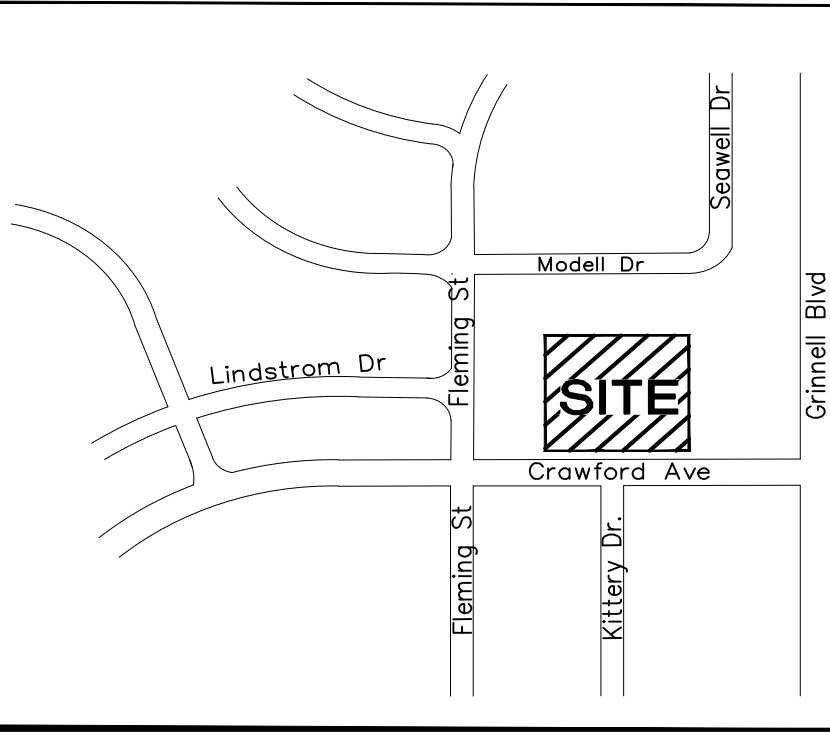 Seawell Dr
Modell Dr
Fleming St
Grinnell Blvd
Lindstrom Dr
SITE
Crawford Ave
Fleming St
Kittery Dr.